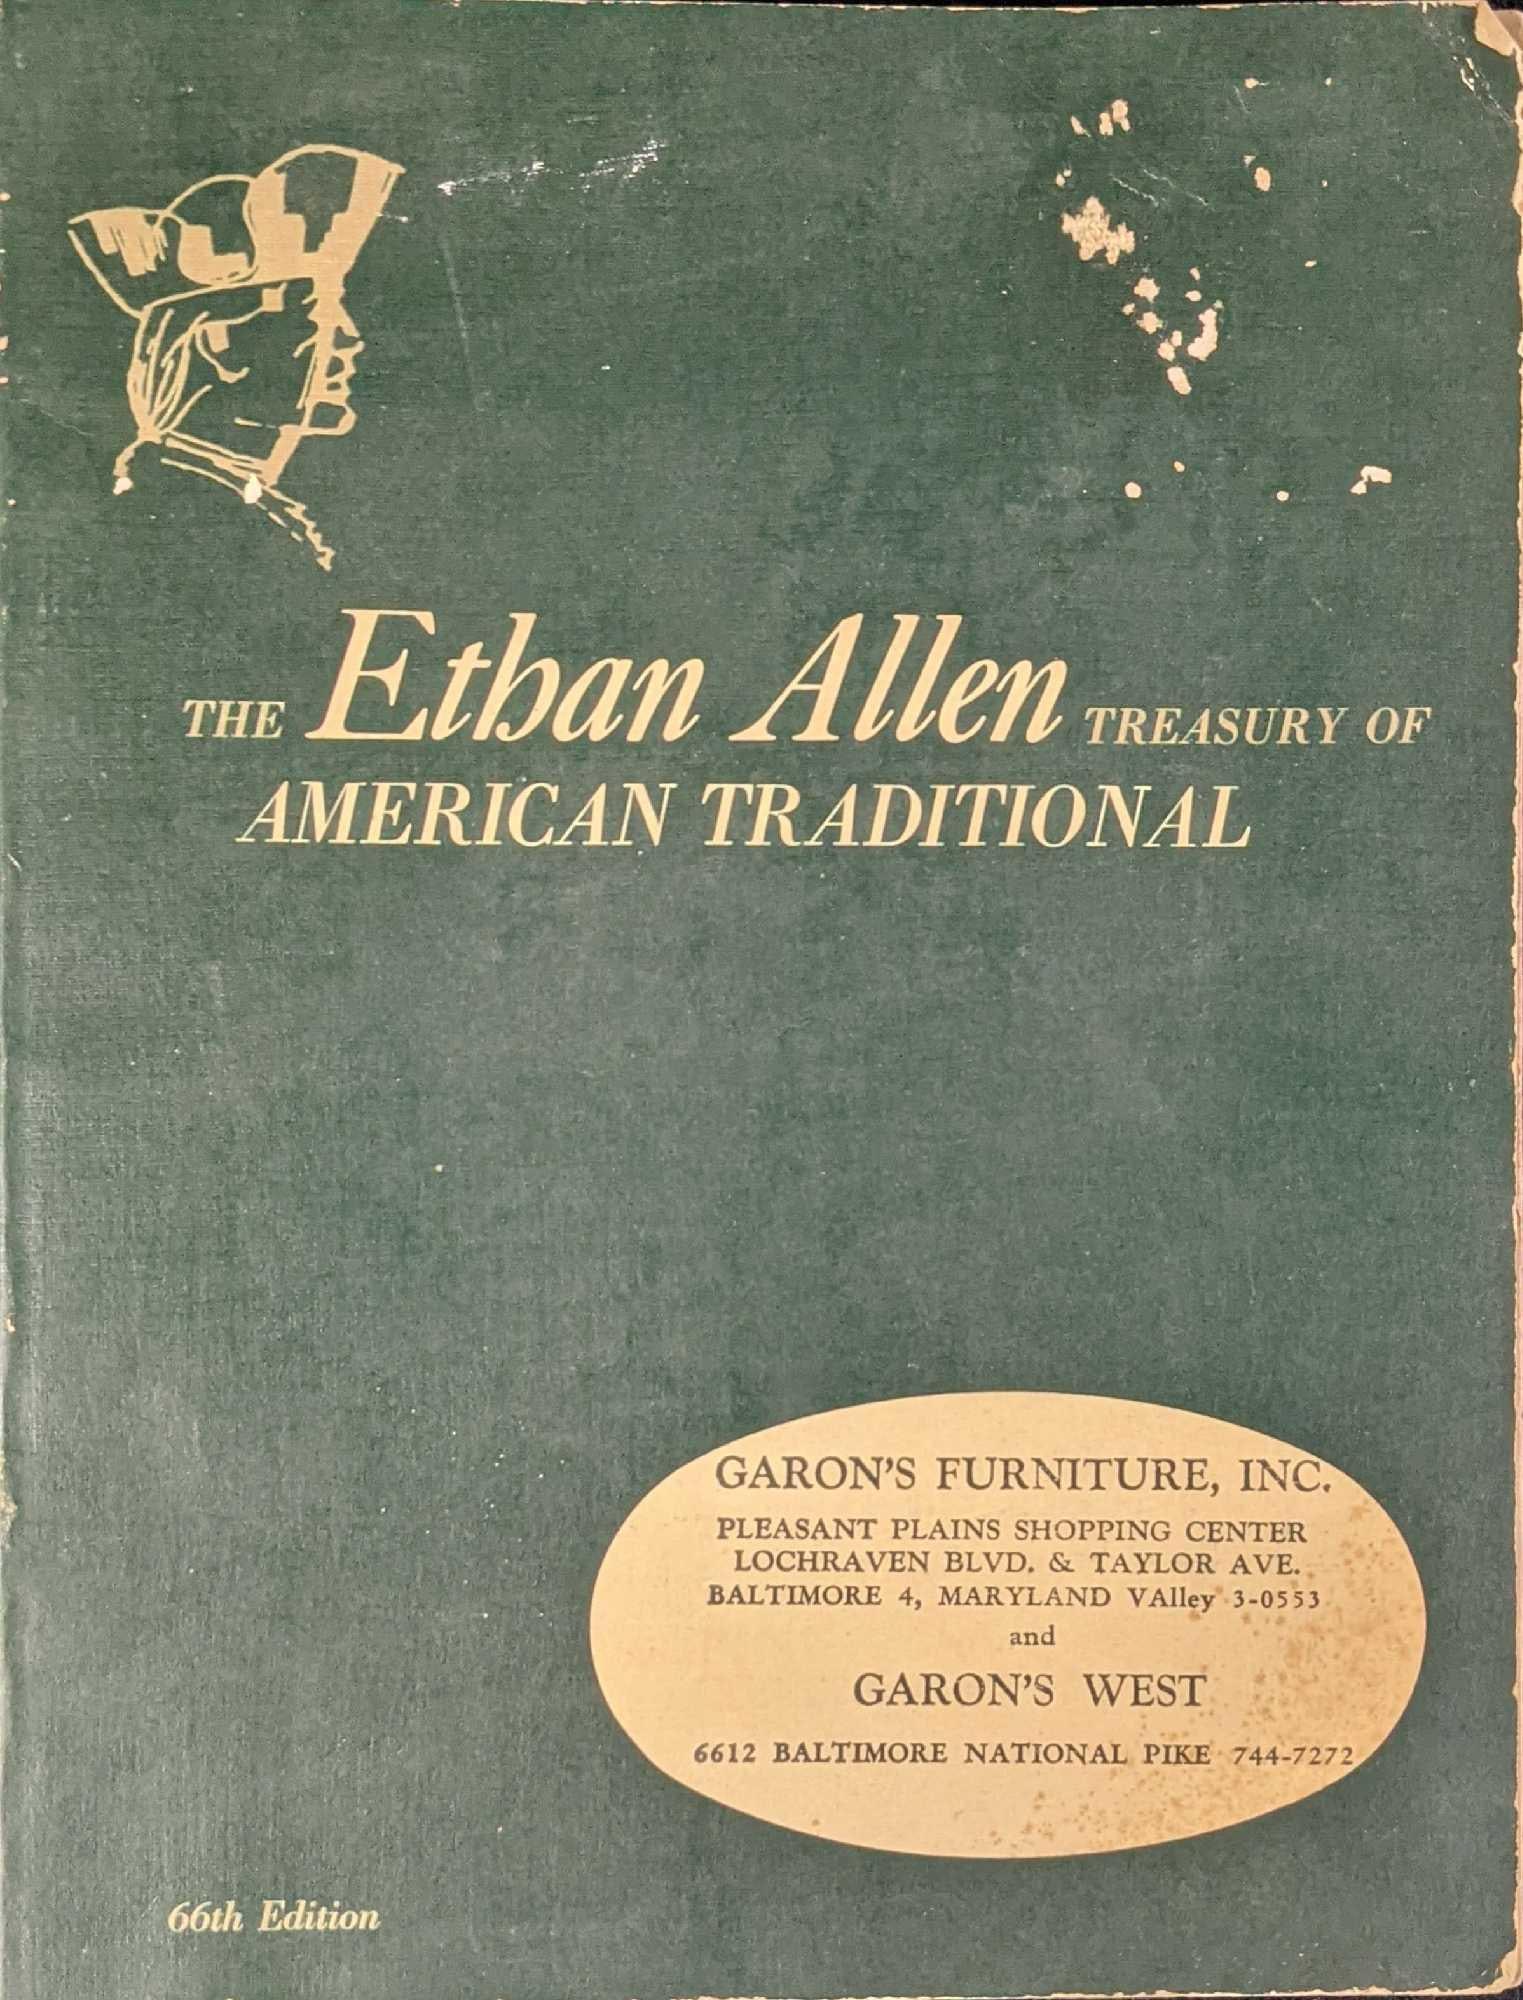 THE Ethan Allen TREASURY OF
AMERICAN TRADITIONAL
GARON'S FURNITURE, INC.
PLEASANT PLAINS SHOPPING CENTER
LOCHRAVEN BLVD. & TAYLOR AVE.
BALTIMORE 4, MARYLAND VAlley 3-0553
and
GARON'S WEST
6612 BALTIMORE NATIONAL PIKE 744-7272
66th Edition